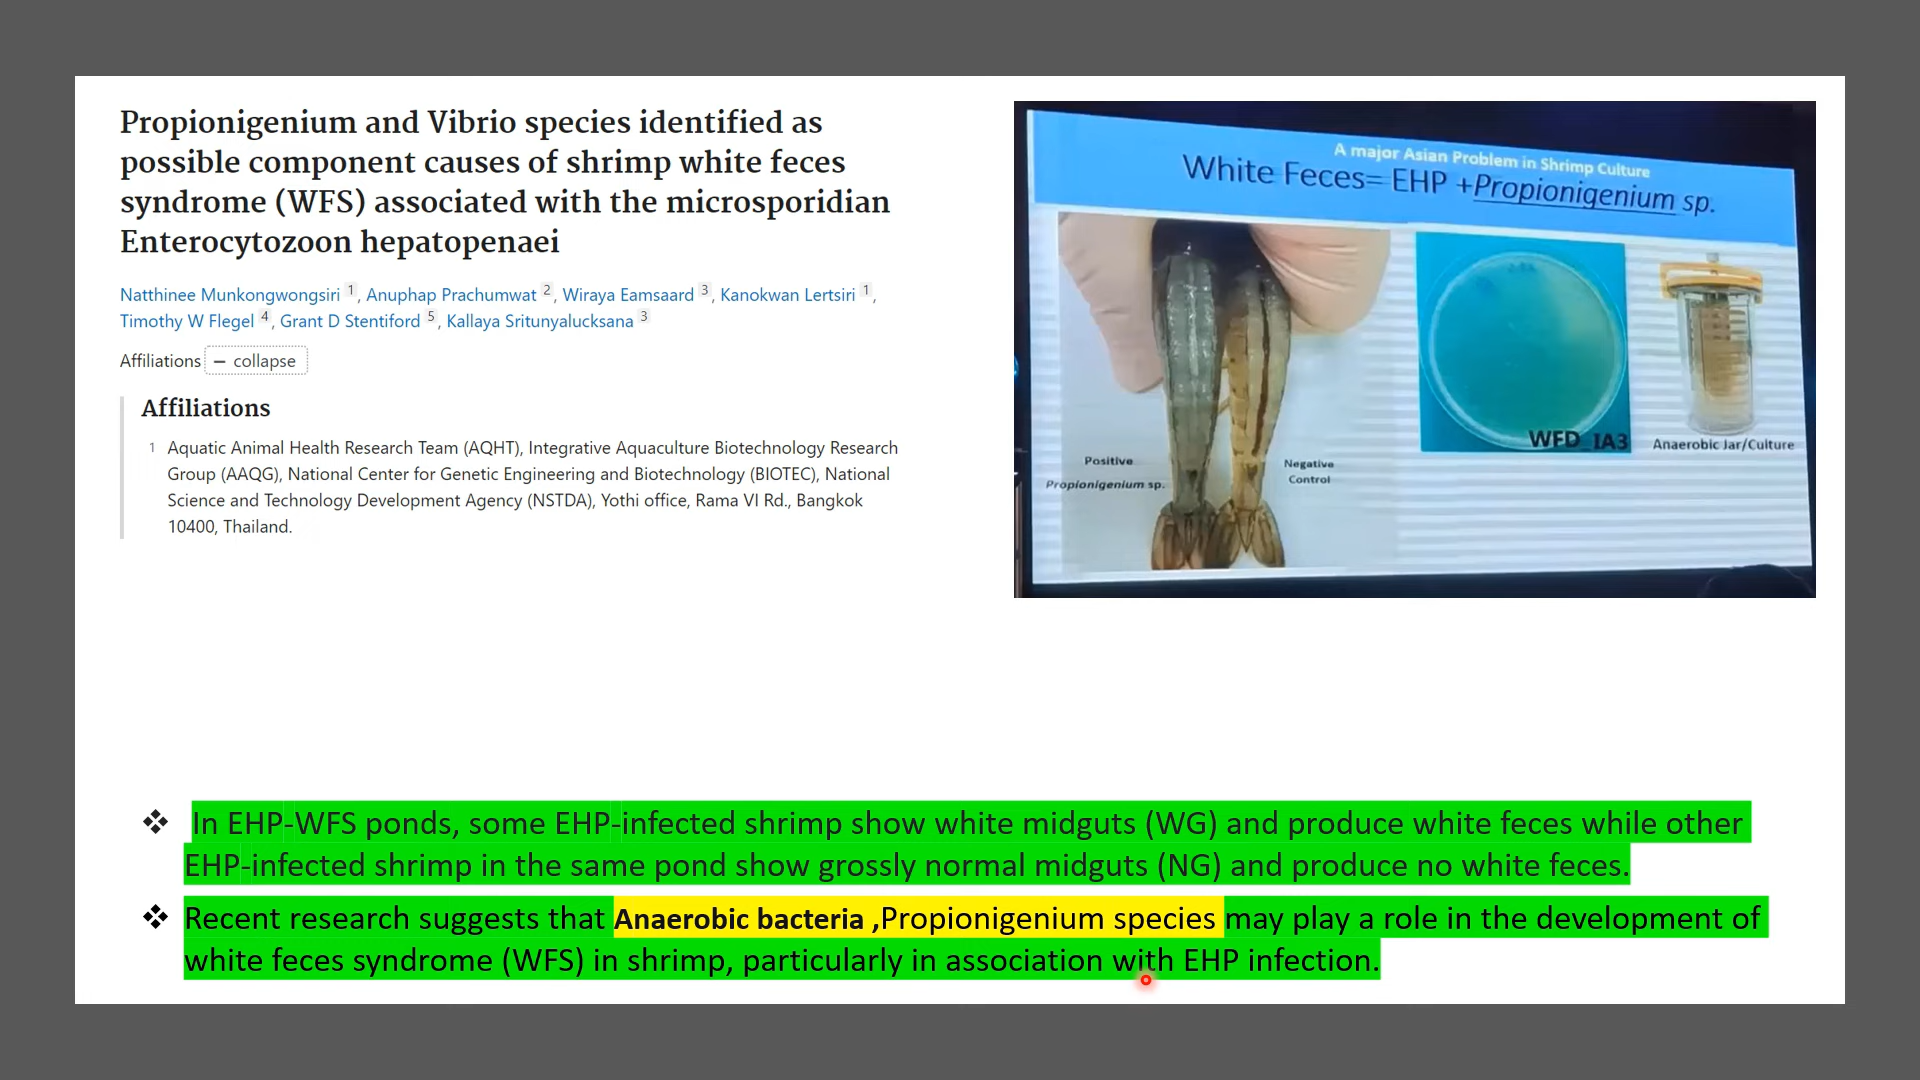 Propionigenium and Vibrio species identified as
possible component causes of shrimp white feces
syndrome (WFS) associated with the microsporidian
Enterocytozoon hepatopenaei
Natthinee Munkongwongsiri 1, Anuphap Prachumwat 2, Wiraya Eamsaard 3, Kanokwan Lertsiri 1,
Timothy W Flegel 4, Grant D Stentiford 5, Kallaya Sritunyalucksana 3
Affiliations – collapse
Affiliations
1 Aquatic Animal Health Research Team (AQHT), Integrative Aquaculture Biotechnology Research
Group (AAQG), National Center for Genetic Engineering and Biotechnology (BIOTEC), National
Science and Technology Development Agency (NSTDA), Yothi office, Rama VI Rd., Bangkok
10400, Thailand.
A major Asian Problem in Shrimp Culture
White Feces= EHP +Propionigenium sp.
Positive
Propionigenium sp.
Negative
Control
WFD_IA3
Anaerobic Jar/Culture
❖ In EHP-WFS ponds, some EHP-infected shrimp show white midguts (WG) and produce white feces while other
EHP-infected shrimp in the same pond show grossly normal midguts (NG) and produce no white feces.
❖ Recent research suggests that Anaerobic bacteria ,Propionigenium species may play a role in the development of
white feces syndrome (WFS) in shrimp, particularly in association with EHP infection.